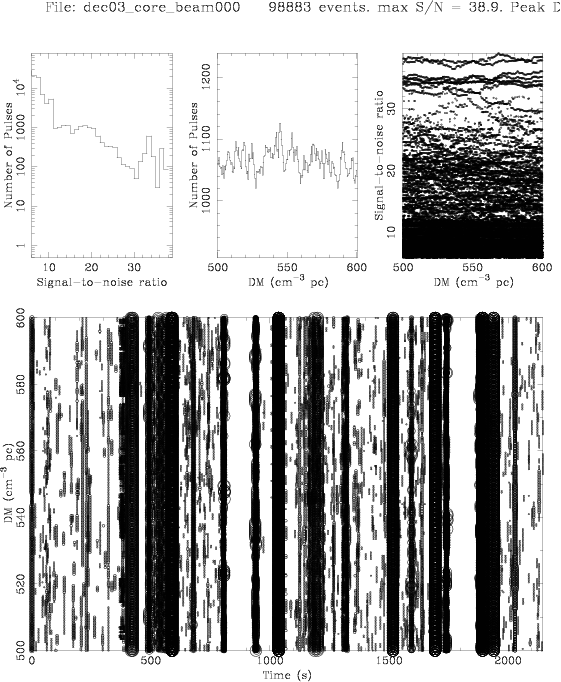 File: dec03_core_beam000 98883 events. max S/N = 38.9. Peak D
Number of Pulses
10⁴
1000
100
10
1
10 20 30
Signal-to-noise ratio
Number of Pulses
1200
1100
1000
500 550 600
DM (cm⁻³ pc)
Signal-to-noise ratio
30
20
10
500 550 600
DM (cm⁻³ pc)
DM (cm⁻³ pc)
600
580
560
540
520
500
0 500 1000 1500 2000
Time (s)